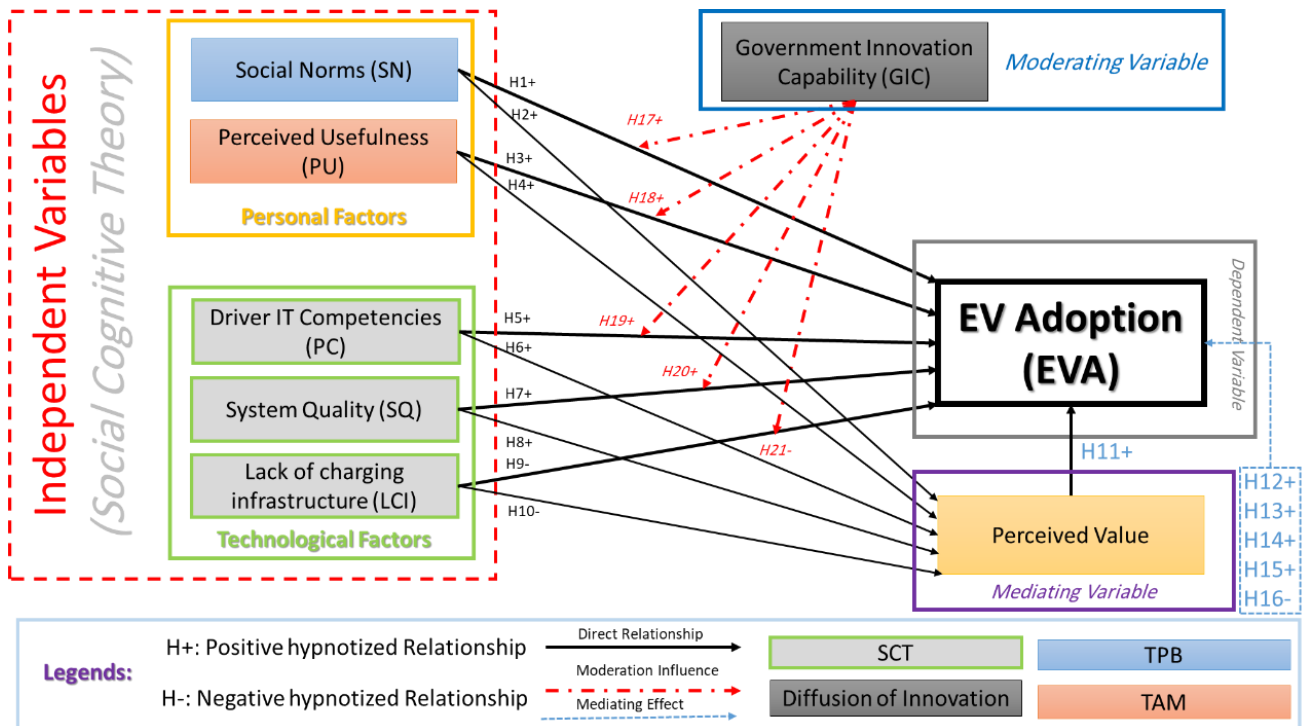 Independent Variables
(Social Cognitive Theory)
Social Norms (SN)
Perceived Usefulness
(PU)
Personal Factors
Driver IT Competencies
(PC)
System Quality (SQ)
Lack of charging
infrastructure (LCI)
Technological Factors
H1+
H2+
H3+
H4+
H5+
H6+
H7+
H8+
H9-
H10-
Government Innovation
Capability (GIC)
Moderating Variable
H17+
H18+
H19+
H20+
H21-
EV Adoption
(EVA)
Dependent Variable
H11+
Perceived Value
Mediating Variable
H12+
H13+
H14+
H15+
H16-
Legends:
H+: Positive hypnotized Relationship
H-: Negative hypnotized Relationship
Direct Relationship
Moderation Influence
Mediating Effect
SCT
TPB
Diffusion of Innovation
TAM